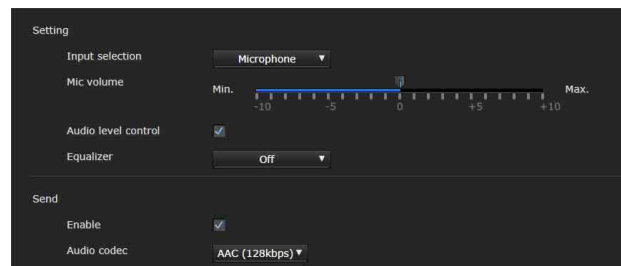 Setting
Input selection Microphone
Mic volume Min. Max.
-10 -5 0 +5 +10
Audio level control
Equalizer Off
Send
Enable
Audio codec AAC (128kbps)